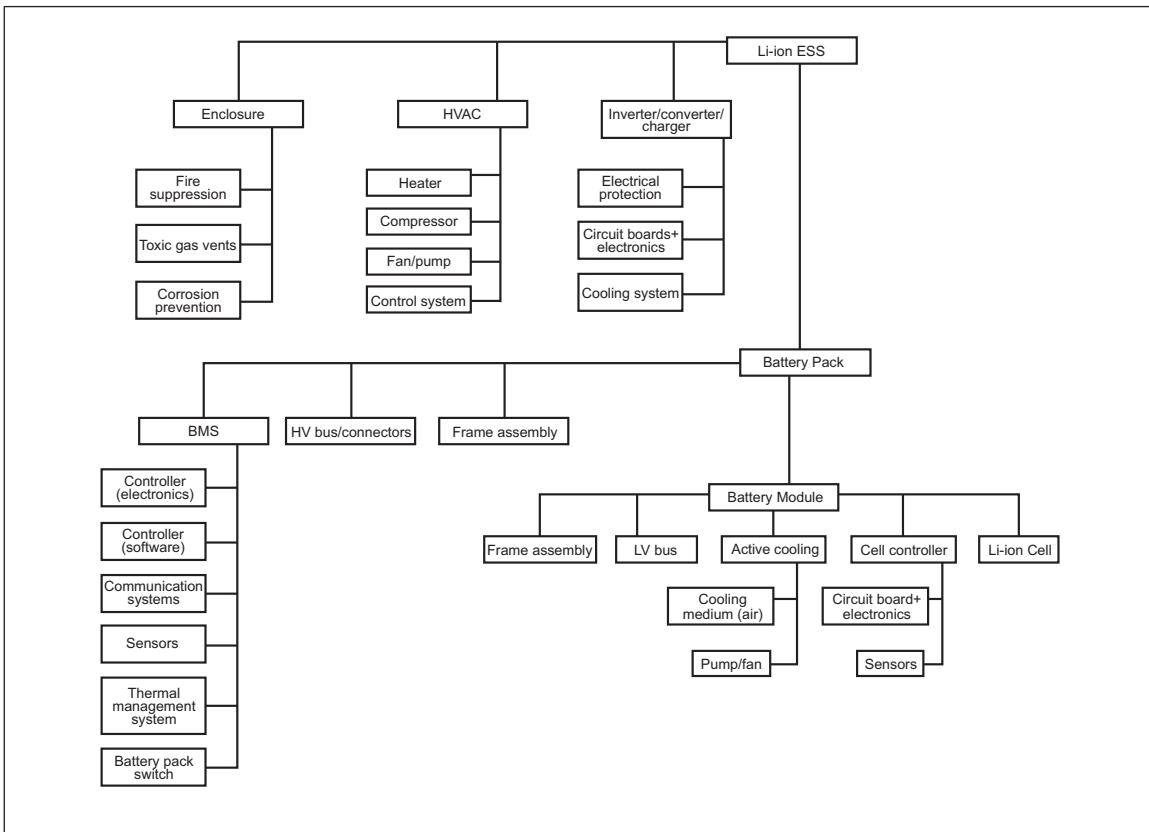 Li-ion ESS
Enclosure
HVAC
Inverter/converter/
charger
Fire
suppression
Toxic gas vents
Corrosion
prevention
Heater
Compressor
Fan/pump
Control system
Electrical
protection
Circuit boards+
electronics
Cooling system
Battery Pack
BMS
HV bus/connectors
Frame assembly
Controller
(electronics)
Controller
(software)
Communication
systems
Sensors
Thermal
management
system
Battery pack
switch
Battery Module
Frame assembly
LV bus
Active cooling
Cell controller
Li-ion Cell
Cooling
medium (air)
Pump/fan
Circuit board+
electronics
Sensors